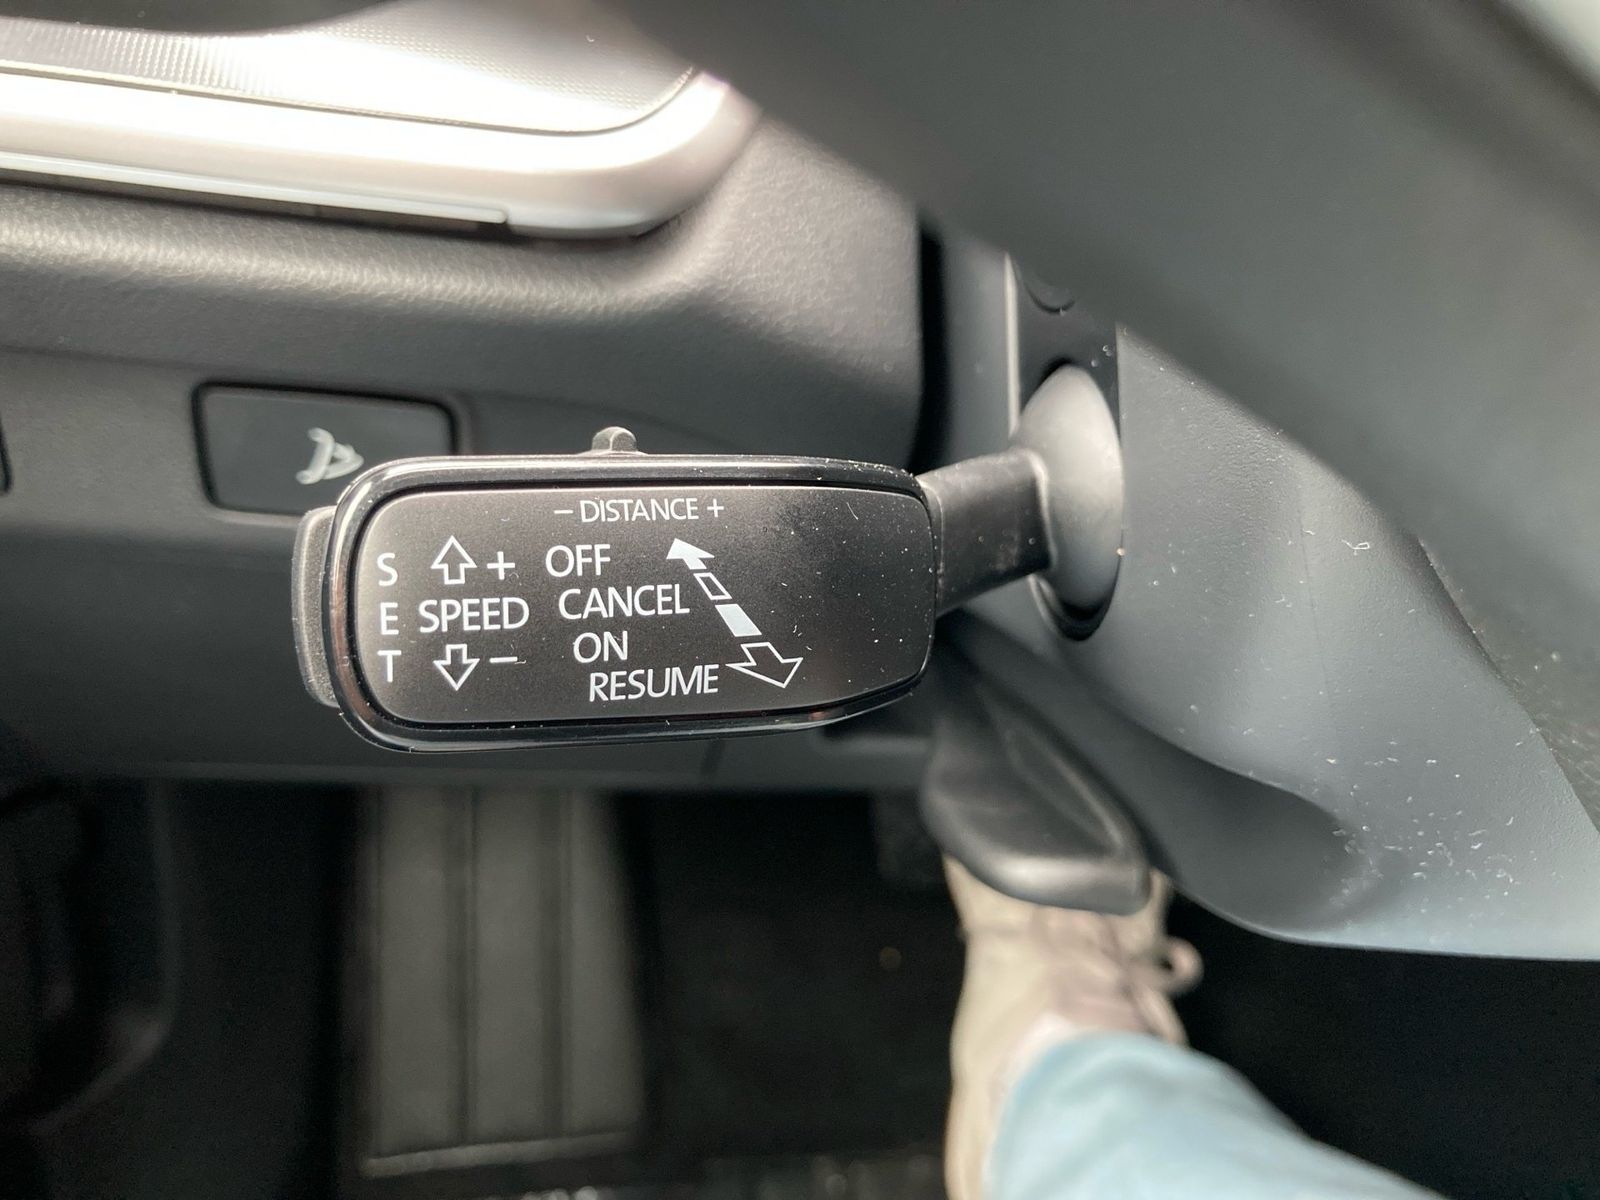 − DISTANCE +
S + OFF
E SPEED CANCEL
T − ON
RESUME